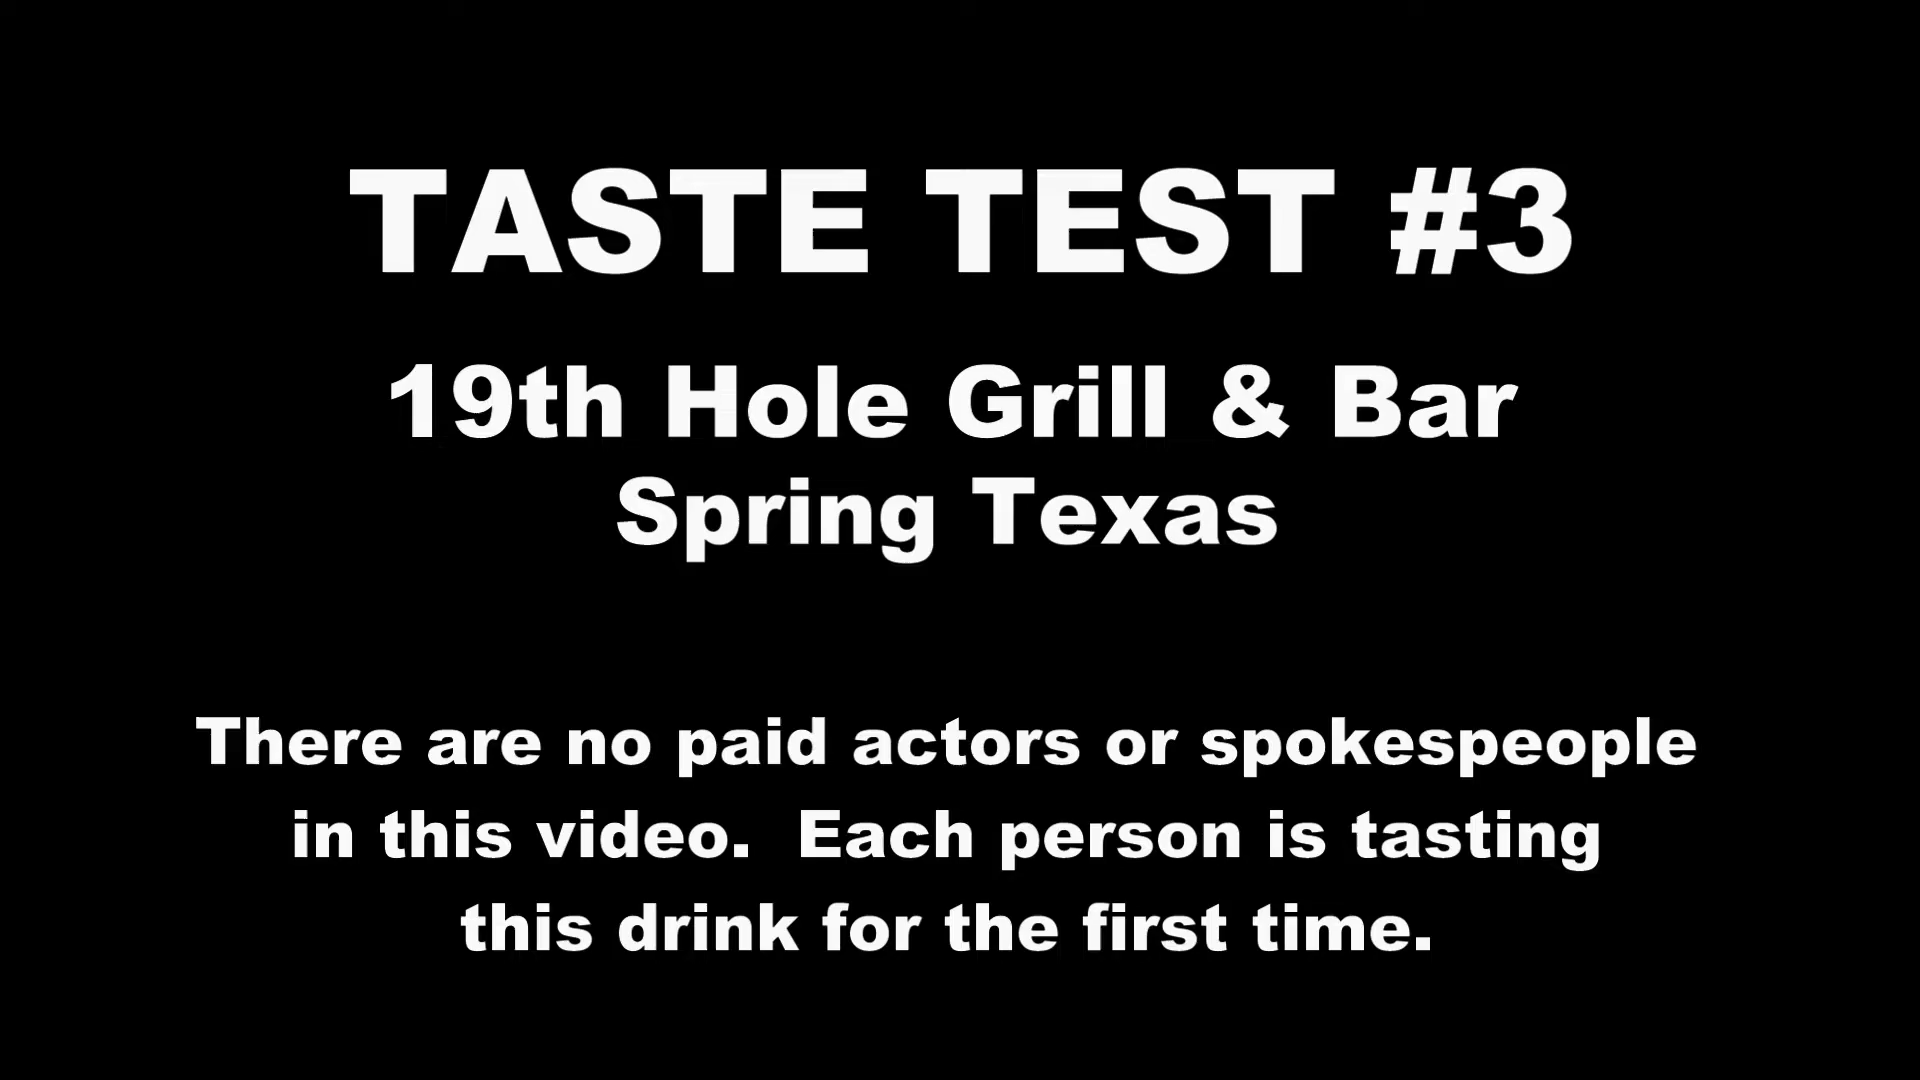 TASTE TEST #3
19th Hole Grill & Bar
Spring Texas
There are no paid actors or spokespeople
in this video.  Each person is tasting
this drink for the first time.